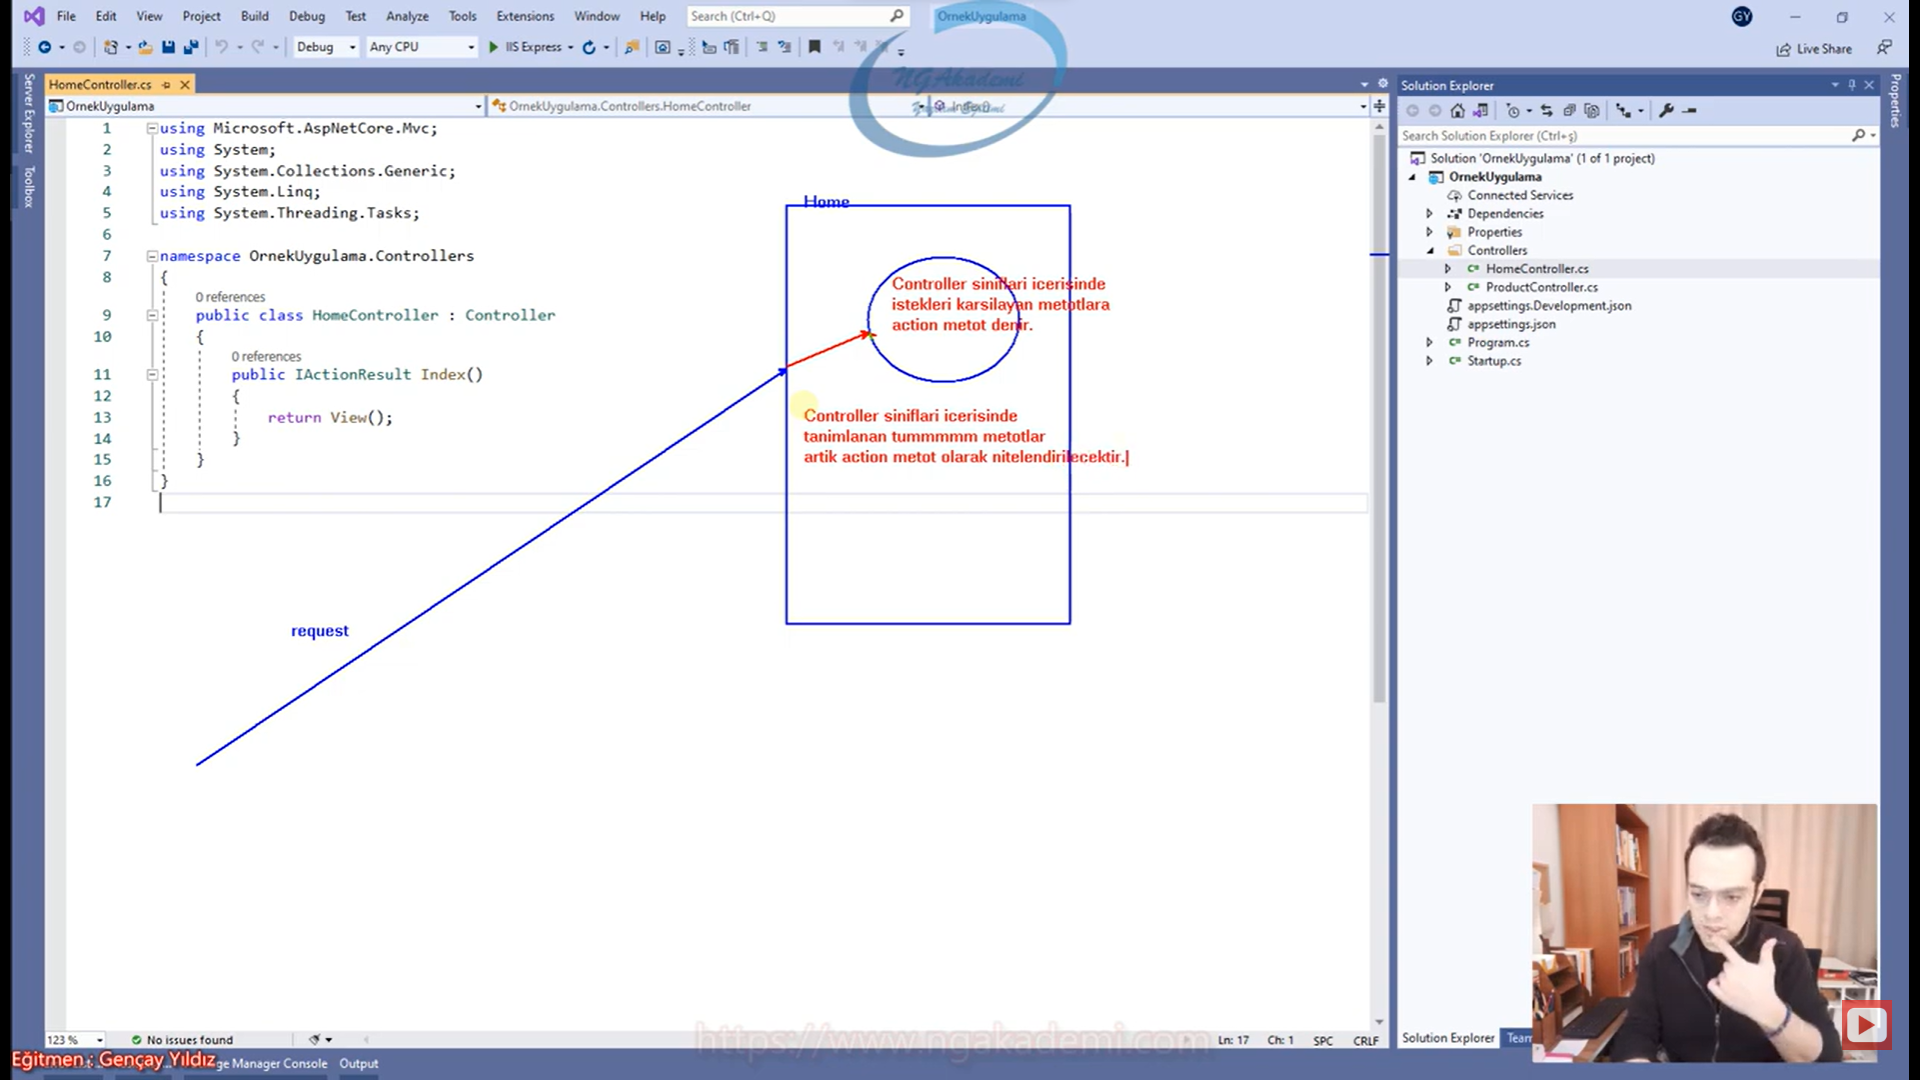 File Edit View Project Build Debug Test Analyze Tools Extensions Window Help Search (Ctrl+Q) OrnekUygulama GY
Debug Any CPU IIS Express Live Share
NGAkademi
Server Explorer
Toolbox
Properties
HomeController.cs
OrnekUygulama OrnekUygulama.Controllers.HomeController Index()
1 using Microsoft.AspNetCore.Mvc;
2 using System;
3 using System.Collections.Generic;
4 using System.Linq;
5 using System.Threading.Tasks;
6
7 namespace OrnekUygulama.Controllers
8 {
0 references
9 public class HomeController : Controller
10 {
0 references
11 public IActionResult Index()
12 {
13 return View();
14 }
15 }
16 }
17
Home
Controller siniflari icerisinde
istekleri karsilayan metotlara
action metot denir.
Controller siniflari icerisinde
tanimlanan tummmmm metotlar
artik action metot olarak nitelendirilecektir.
request
Solution Explorer
Search Solution Explorer (Ctrl+ş)
Solution 'OrnekUygulama' (1 of 1 project)
OrnekUygulama
Connected Services
Dependencies
Properties
Controllers
HomeController.cs
ProductController.cs
appsettings.Development.json
appsettings.json
Program.cs
Startup.cs
Solution Explorer Team
123 % No issues found Ln: 17 Ch: 1 SPC CRLF
https://www.ngakademi.com
Eğitmen : Gençay Yıldız Manager Console Output